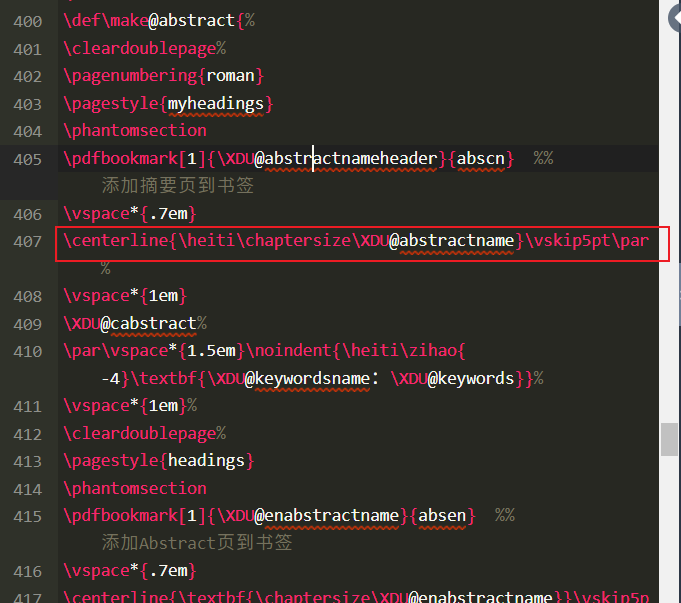 400 \def\make@abstract{%
401 \cleardoublepage%
402 \pagenumbering{roman}
403 \pagestyle{myheadings}
404 \phantomsection
405 \pdfbookmark[1]{\XDU@abstractnameheader}{abscn}  %%
添加摘要页到书签
406 \vspace*{.7em}
407 \centerline{\heiti\chaptersize\XDU@abstractname}\vskip5pt\par
%
408 \vspace*{1em}
409 \XDU@cabstract%
410 \par\vspace*{1.5em}\noindent{\heiti\zihao{
-4}\textbf{\XDU@keywordsname：\XDU@keywords}}%
411 \vspace*{1em}%
412 \cleardoublepage%
413 \pagestyle{headings}
414 \phantomsection
415 \pdfbookmark[1]{\XDU@enabstractname}{absen}  %%
添加Abstract页到书签
416 \vspace*{.7em}
417 \centerline{\textbf{\chaptersize\XDU@enabstractname}}\vskip5p